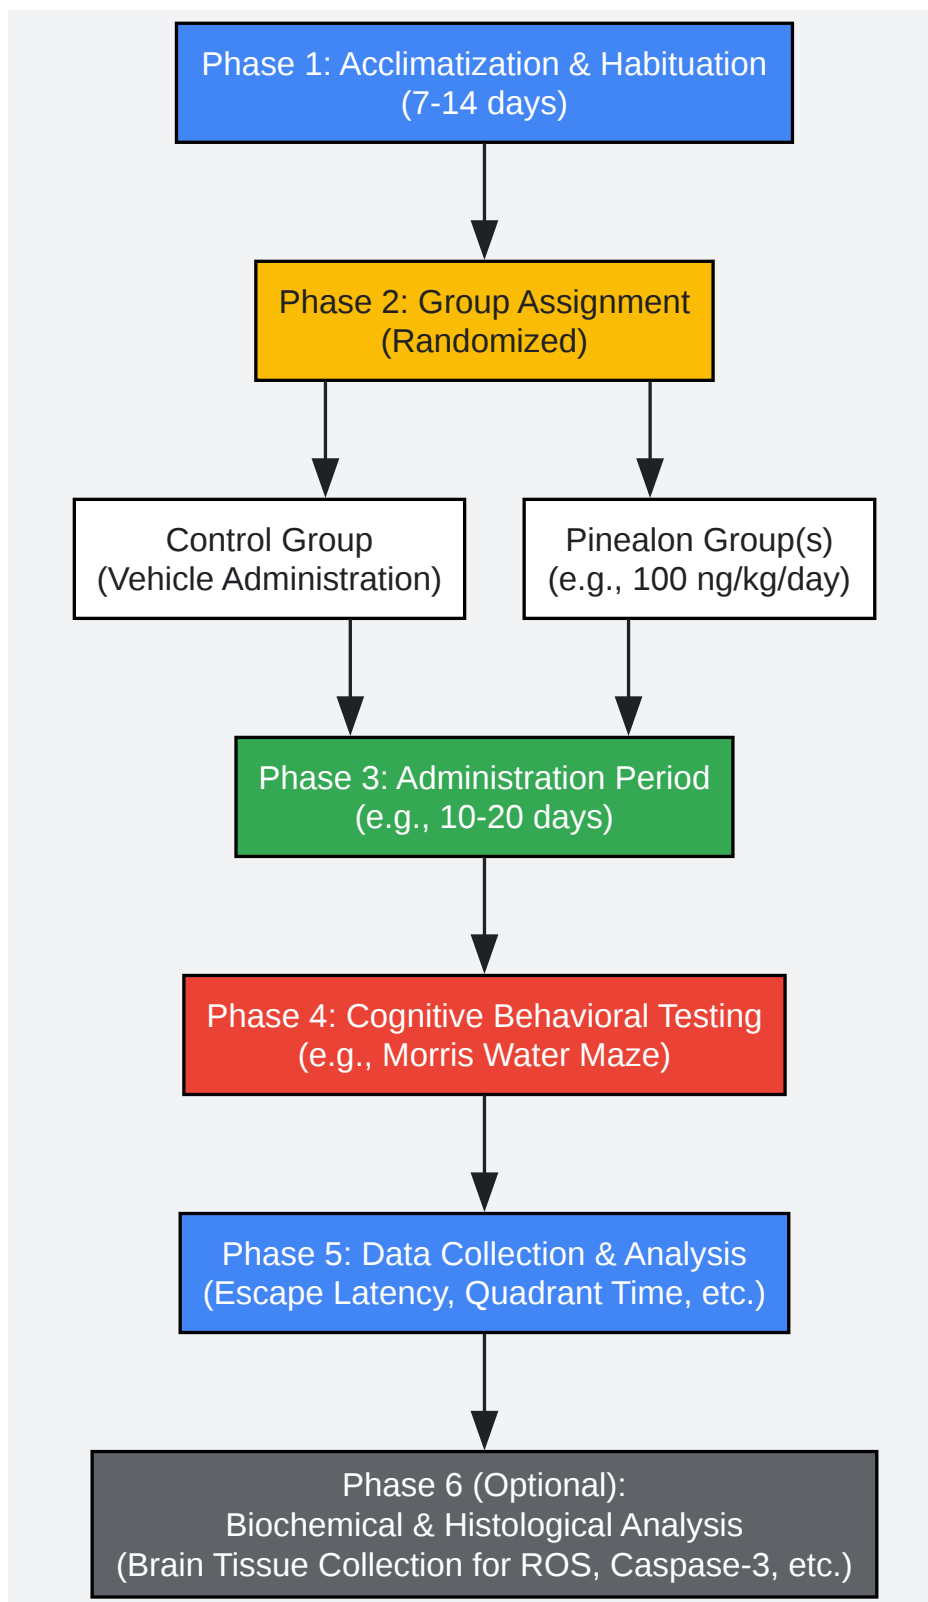 Phase 1: Acclimatization & Habituation
(7-14 days)
Phase 2: Group Assignment
(Randomized)
Control Group
(Vehicle Administration)
Pinealon Group(s)
(e.g., 100 ng/kg/day)
Phase 3: Administration Period
(e.g., 10-20 days)
Phase 4: Cognitive Behavioral Testing
(e.g., Morris Water Maze)
Phase 5: Data Collection & Analysis
(Escape Latency, Quadrant Time, etc.)
Phase 6 (Optional):
Biochemical & Histological Analysis
(Brain Tissue Collection for ROS, Caspase-3, etc.)